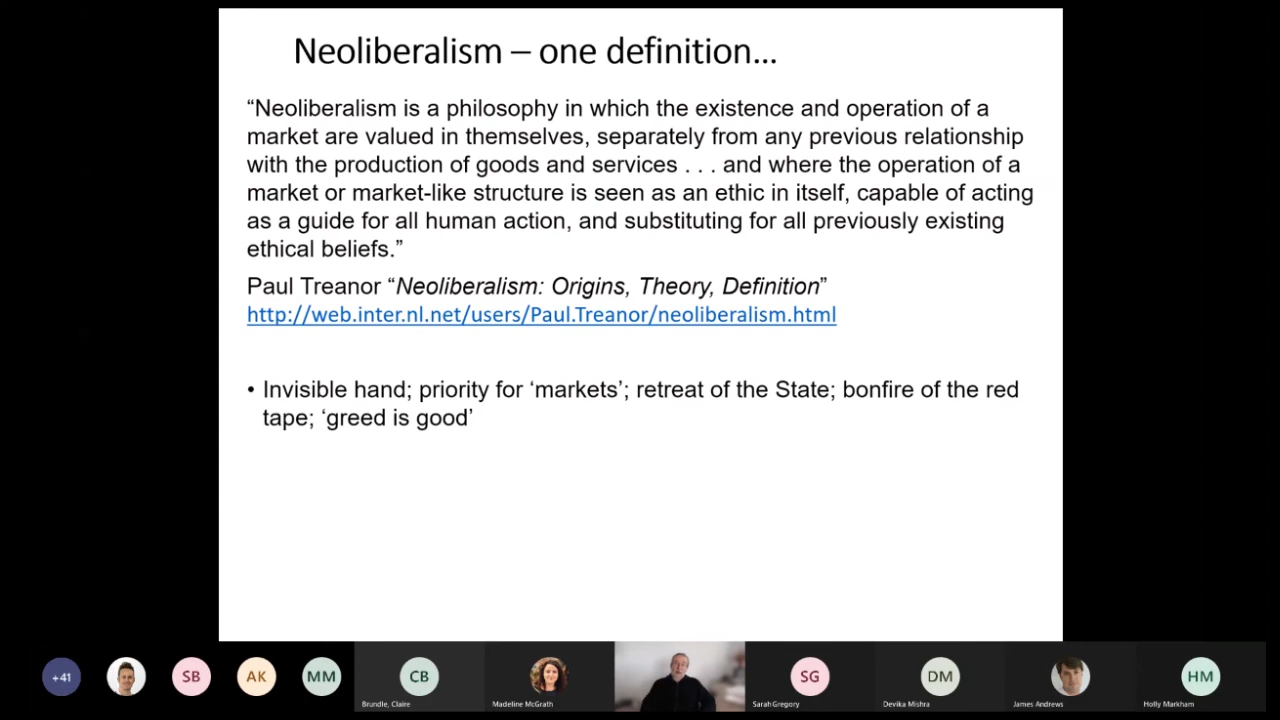 Neoliberalism – one definition...
“Neoliberalism is a philosophy in which the existence and operation of a
market are valued in themselves, separately from any previous relationship
with the production of goods and services . . . and where the operation of a
market or market-like structure is seen as an ethic in itself, capable of acting
as a guide for all human action, and substituting for all previously existing
ethical beliefs.”
Paul Treanor “Neoliberalism: Origins, Theory, Definition”
http://web.inter.nl.net/users/Paul.Treanor/neoliberalism.html
• Invisible hand; priority for ‘markets’; retreat of the State; bonfire of the red
tape; ‘greed is good’
+41
SB
AK
MM
CB
Brundle, Claire
Madeline McGrath
SG
Sarah Gregory
DM
Devika Mishra
James Andrews
HM
Holly Markham